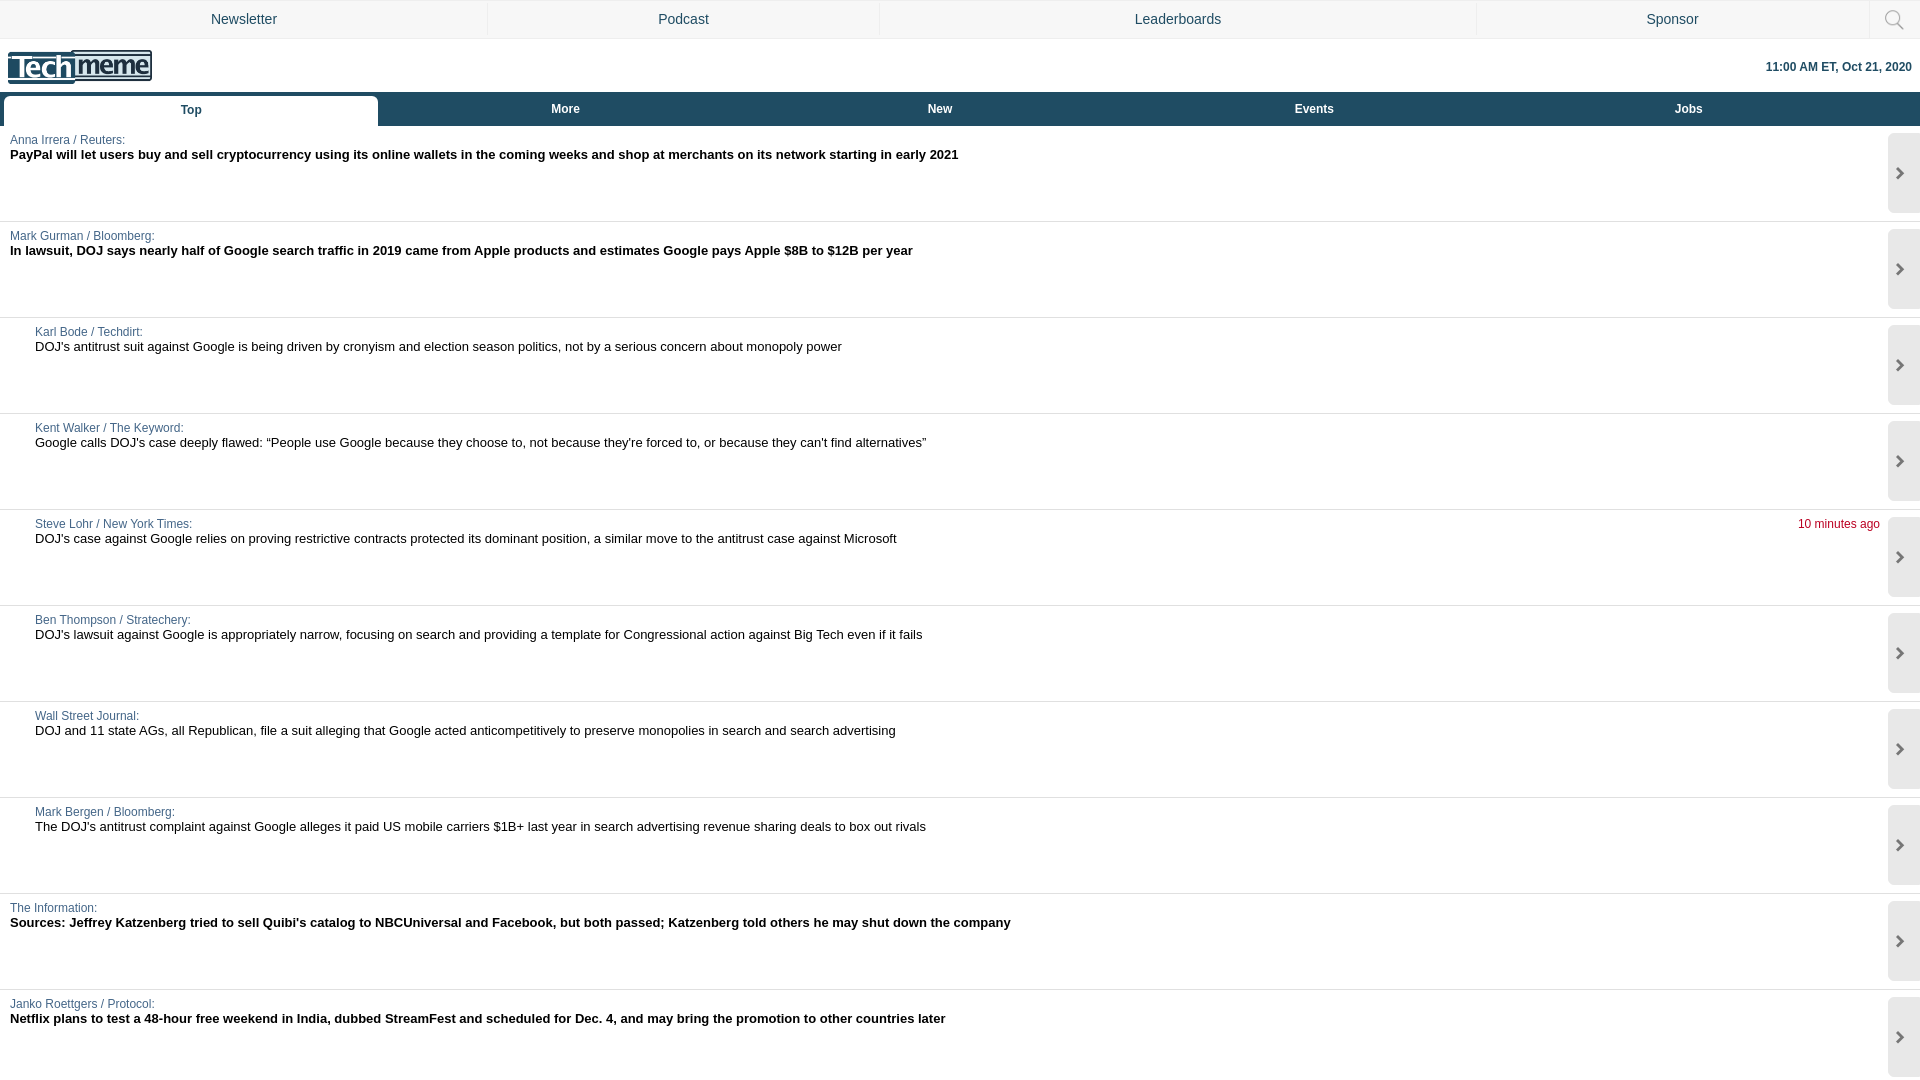 Newsletter
Podcast
Leaderboards
Sponsor
Techmeme
11:00 AM ET, Oct 21, 2020
Top
More
New
Events
Jobs
Anna Irrera / Reuters:
PayPal will let users buy and sell cryptocurrency using its online wallets in the coming weeks and shop at merchants on its network starting in early 2021
Mark Gurman / Bloomberg:
In lawsuit, DOJ says nearly half of Google search traffic in 2019 came from Apple products and estimates Google pays Apple $8B to $12B per year
Karl Bode / Techdirt:
DOJ's antitrust suit against Google is being driven by cronyism and election season politics, not by a serious concern about monopoly power
Kent Walker / The Keyword:
Google calls DOJ's case deeply flawed: “People use Google because they choose to, not because they're forced to, or because they can't find alternatives”
Steve Lohr / New York Times:
10 minutes ago
DOJ's case against Google relies on proving restrictive contracts protected its dominant position, a similar move to the antitrust case against Microsoft
Ben Thompson / Stratechery:
DOJ's lawsuit against Google is appropriately narrow, focusing on search and providing a template for Congressional action against Big Tech even if it fails
Wall Street Journal:
DOJ and 11 state AGs, all Republican, file a suit alleging that Google acted anticompetitively to preserve monopolies in search and search advertising
Mark Bergen / Bloomberg:
The DOJ's antitrust complaint against Google alleges it paid US mobile carriers $1B+ last year in search advertising revenue sharing deals to box out rivals
The Information:
Sources: Jeffrey Katzenberg tried to sell Quibi's catalog to NBCUniversal and Facebook, but both passed; Katzenberg told others he may shut down the company
Janko Roettgers / Protocol:
Netflix plans to test a 48-hour free weekend in India, dubbed StreamFest and scheduled for Dec. 4, and may bring the promotion to other countries later